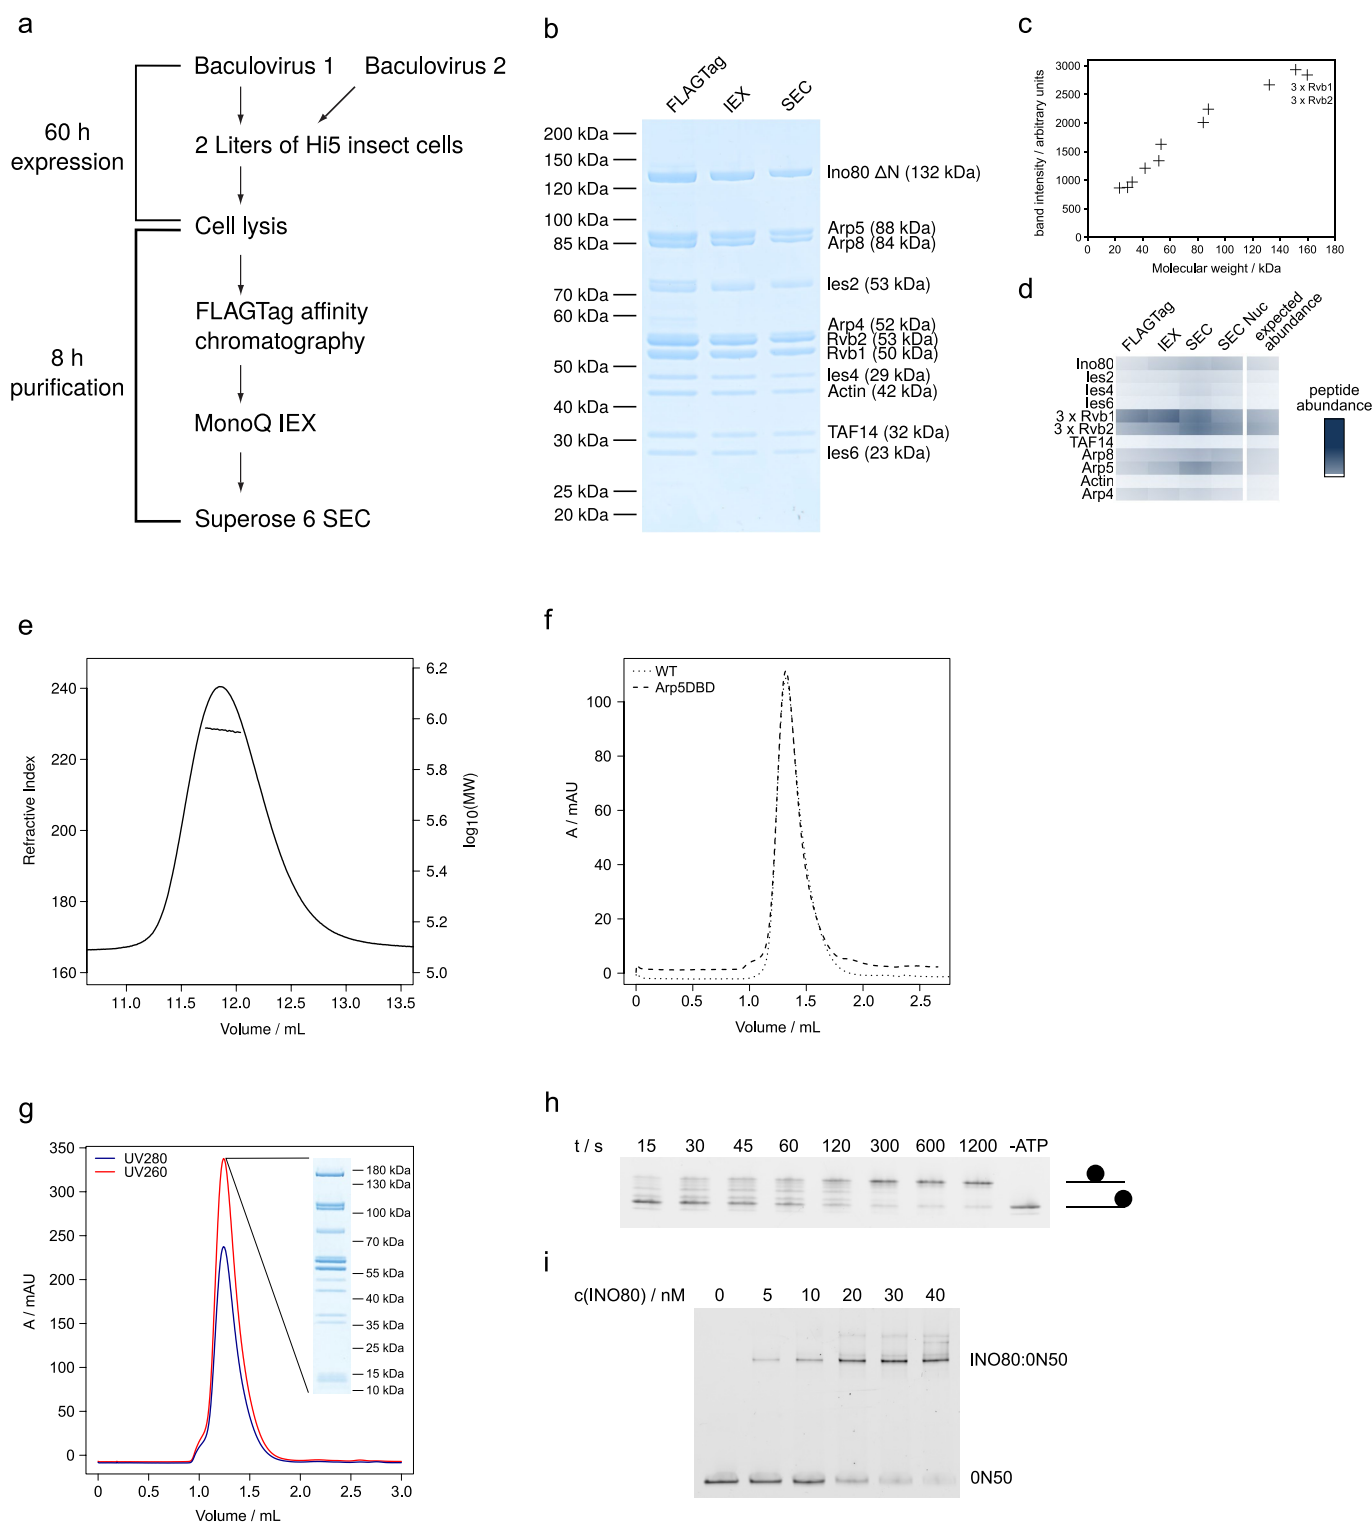 a
Baculovirus 1
Baculovirus 2
60 h
expression
2 Liters of Hi5 insect cells
Cell lysis
FLAGTag affinity
chromatography
8 h
purification
MonoQ IEX
Superose 6 SEC
b
FLAGTag
IEX
SEC
200 kDa
150 kDa
120 kDa
100 kDa
85 kDa
70 kDa
60 kDa
50 kDa
40 kDa
30 kDa
25 kDa
20 kDa
Ino80 ΔN (132 kDa)
Arp5 (88 kDa)
Arp8 (84 kDa)
Ies2 (53 kDa)
Arp4 (52 kDa)
Rvb2 (53 kDa)
Rvb1 (50 kDa)
Ies4 (29 kDa)
Actin (42 kDa)
TAF14 (32 kDa)
Ies6 (23 kDa)
c
band intensity / arbitrary units
3000
2500
2000
1500
1000
500
0
3 x Rvb1
3 x Rvb2
0 20 40 60 80 100 120 140 160 180
Molecular weight / kDa
d
FLAGTag
IEX
SEC
SEC Nuc
expected
abundance
Ino80
Ies2
Ies4
Ies6
3 x Rvb1
3 x Rvb2
TAF14
Arp8
Arp5
Actin
Arp4
peptide
abundance
e
Refractive Index
240
220
200
180
160
6.2
6.0
5.8
5.6
5.4
5.2
5.0
log10(MW)
11.0 11.5 12.0 12.5 13.0 13.5
Volume / mL
f
WT
Arp5DBD
A / mAU
100
80
60
40
20
0
0 0.5 1.0 1.5 2.0 2.5
Volume / mL
g
UV280
UV260
A / mAU
350
300
250
200
150
100
50
0
180 kDa
130 kDa
100 kDa
70 kDa
55 kDa
40 kDa
35 kDa
25 kDa
15 kDa
10 kDa
0 0.5 1.0 1.5 2.0 2.5 3.0
Volume / mL
h
t / s 15 30 45 60 120 300 600 1200 -ATP
i
c(INO80) / nM 0 5 10 20 30 40
INO80:0N50
0N50